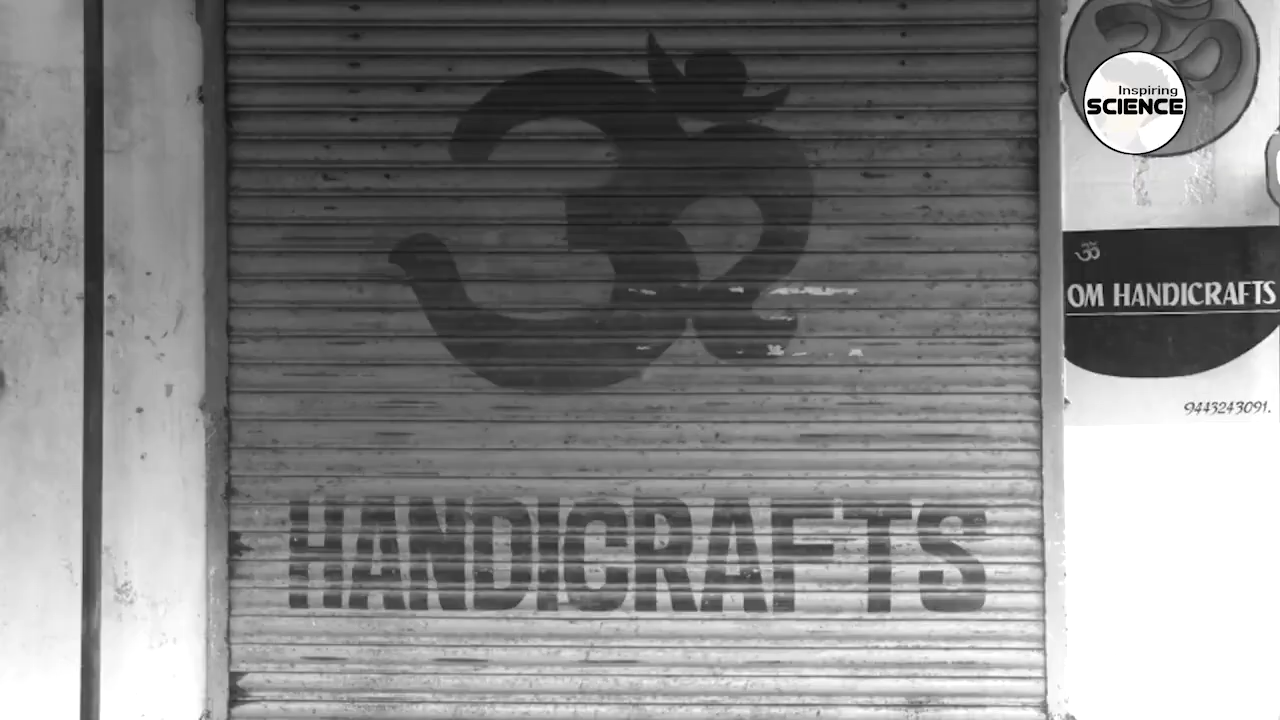 ॐ
HANDICRAFTS
ॐ
Inspiring
SCIENCE
ॐ
OM HANDICRAFTS
9443243091.